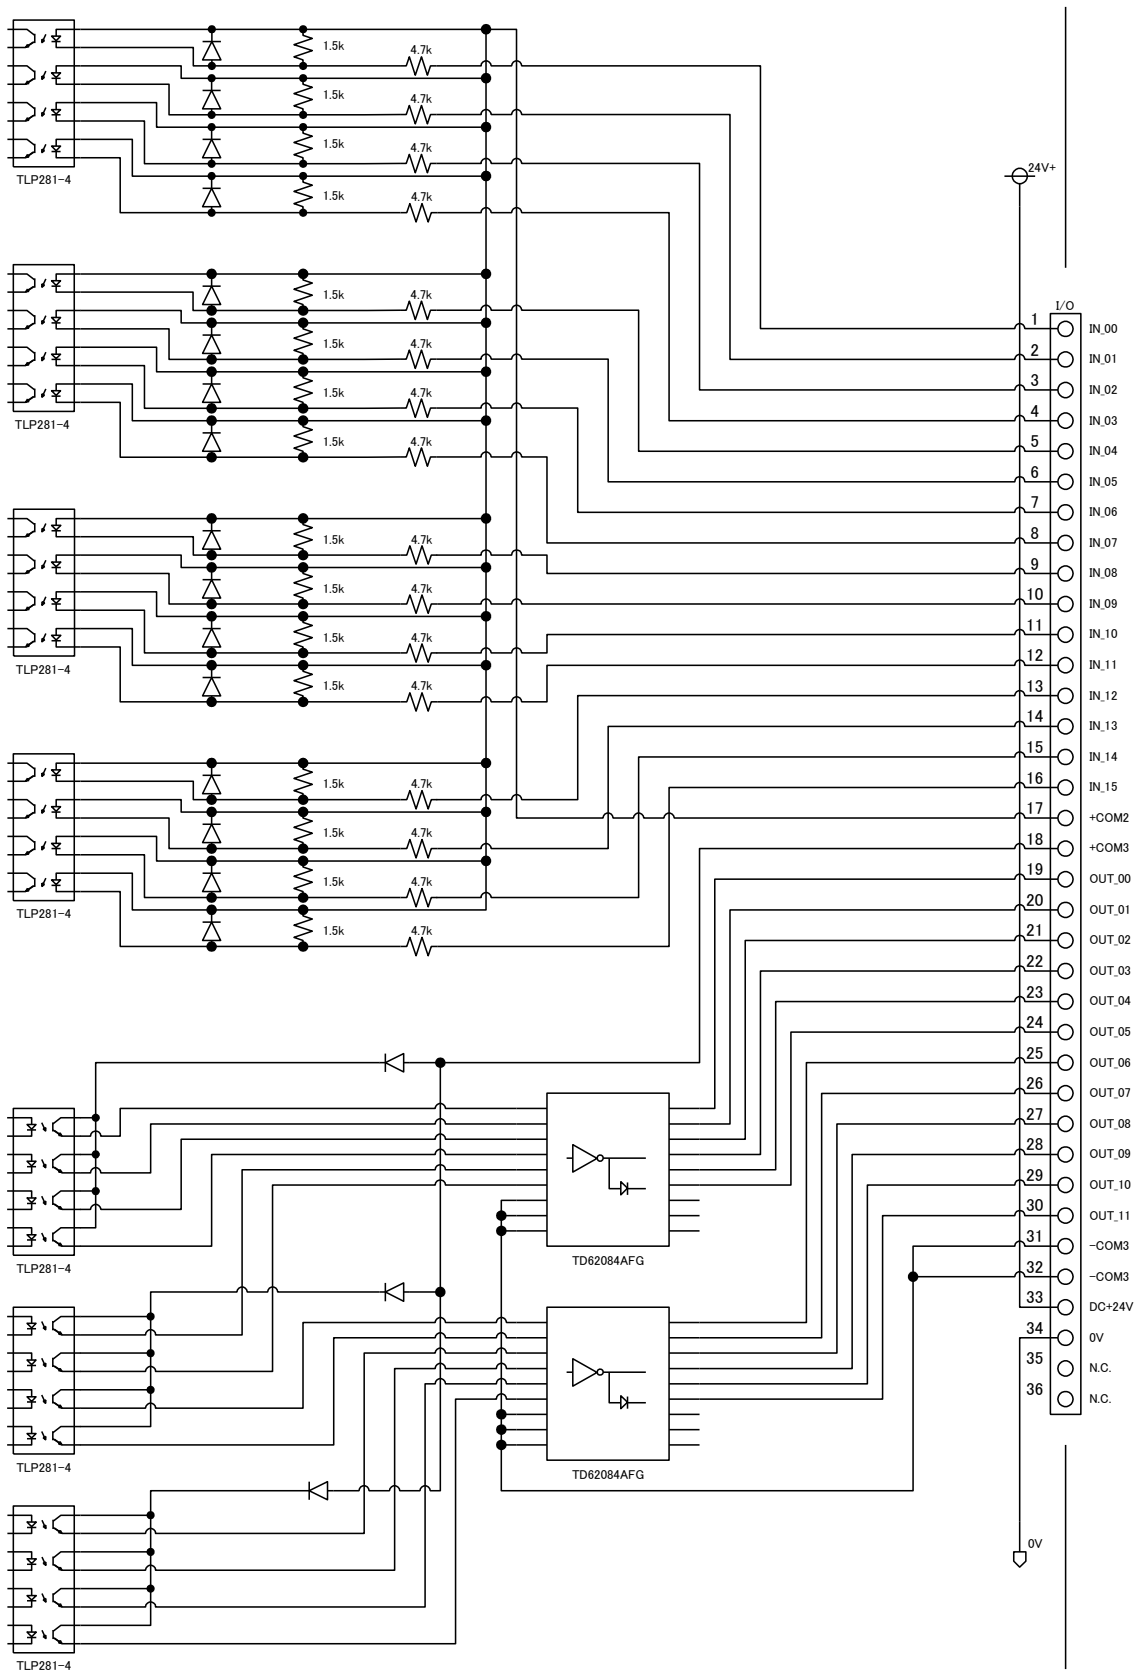 1.5k
4.7k
1.5k
4.7k
1.5k
4.7k
1.5k
4.7k
TLP281-4
24V+
1.5k
4.7k
1.5k
4.7k
1.5k
4.7k
1.5k
4.7k
TLP281-4
I/O
1 IN_00
2 IN_01
3 IN_02
4 IN_03
5 IN_04
6 IN_05
7 IN_06
8 IN_07
9 IN_08
10 IN_09
11 IN_10
12 IN_11
13 IN_12
14 IN_13
15 IN_14
16 IN_15
17 +COM2
18 +COM3
19 OUT_00
20 OUT_01
21 OUT_02
22 OUT_03
23 OUT_04
24 OUT_05
25 OUT_06
26 OUT_07
27 OUT_08
28 OUT_09
29 OUT_10
30 OUT_11
31 -COM3
32 -COM3
33 DC+24V
34 0V
35 N.C.
36 N.C.
1.5k
4.7k
1.5k
4.7k
1.5k
4.7k
1.5k
4.7k
TLP281-4
1.5k
4.7k
1.5k
4.7k
1.5k
4.7k
1.5k
4.7k
TLP281-4
TLP281-4
TD62084AFG
TLP281-4
TD62084AFG
0V
TLP281-4